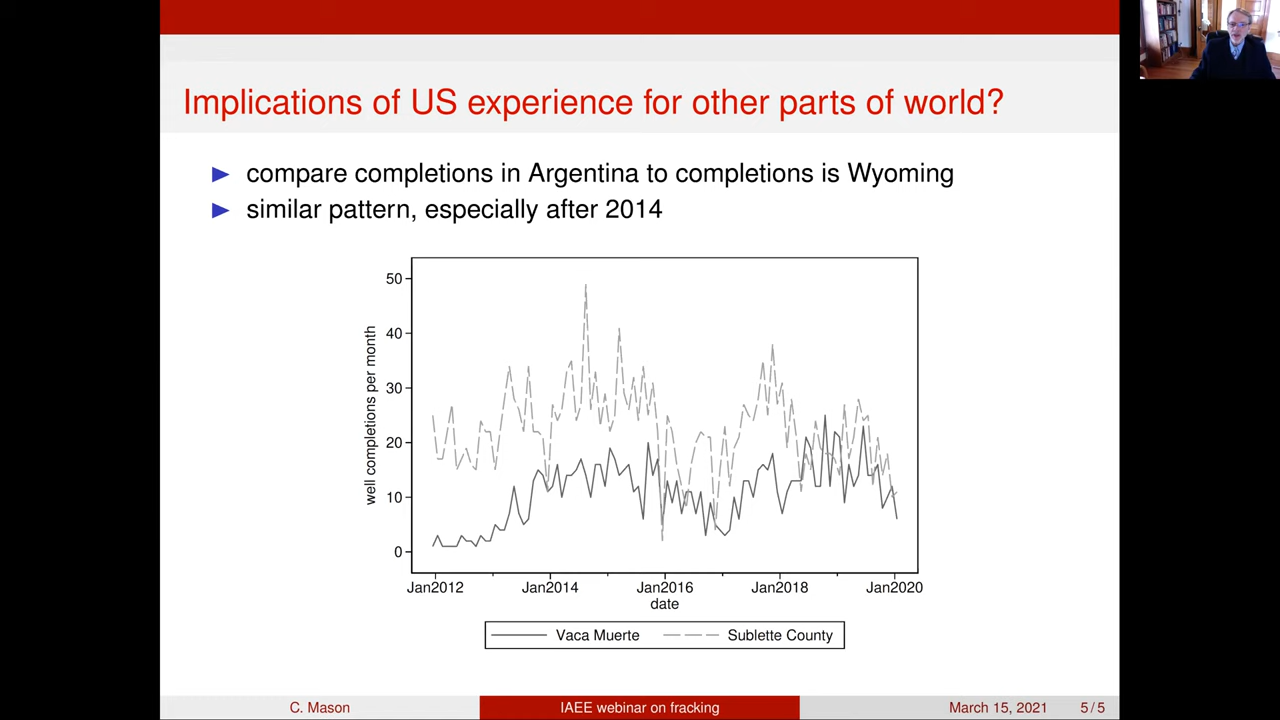 Implications of US experience for other parts of world?
compare completions in Argentina to completions is Wyoming
similar pattern, especially after 2014
50
40
30
20
10
0
well completions per month
Jan2012 Jan2014 Jan2016 Jan2018 Jan2020
date
Vaca Muerte Sublette County
C. Mason IAEE webinar on fracking March 15, 2021 5/5